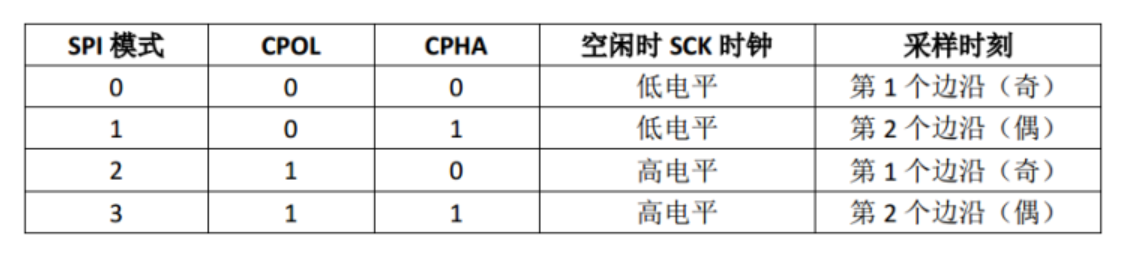 SPI 模式 CPOL CPHA 空闲时 SCK 时钟 采样时刻
0 0 0 低电平 第 1 个边沿（奇）
1 0 1 低电平 第 2 个边沿（偶）
2 1 0 高电平 第 1 个边沿（奇）
3 1 1 高电平 第 2 个边沿（偶）